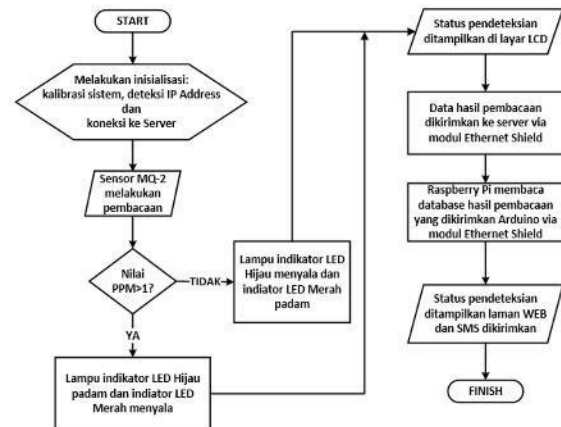 START
Melakukan inisialisasi:
kalibrasi sistem, deteksi IP Address
dan
koneksi ke Server
Sensor MQ-2
melakukan
pembacaan
Nilai
PPM>1?
TIDAK
YA
Lampu indikator LED
Hijau menyala dan
indiator LED Merah
padam
Lampu indikator LED Hijau
padam dan indiator LED
Merah menyala
Status pendeteksian
ditampilkan di layar LCD
Data hasil pembacaan
dikirimkan ke server via
modul Ethernet Shield
Raspberry Pi membaca
database hasil pembacaan
yang dikirimkan Arduino via
modul Ethernet Shield
Status pendeteksian
ditampilkan laman WEB
dan SMS dikirimkan
FINISH